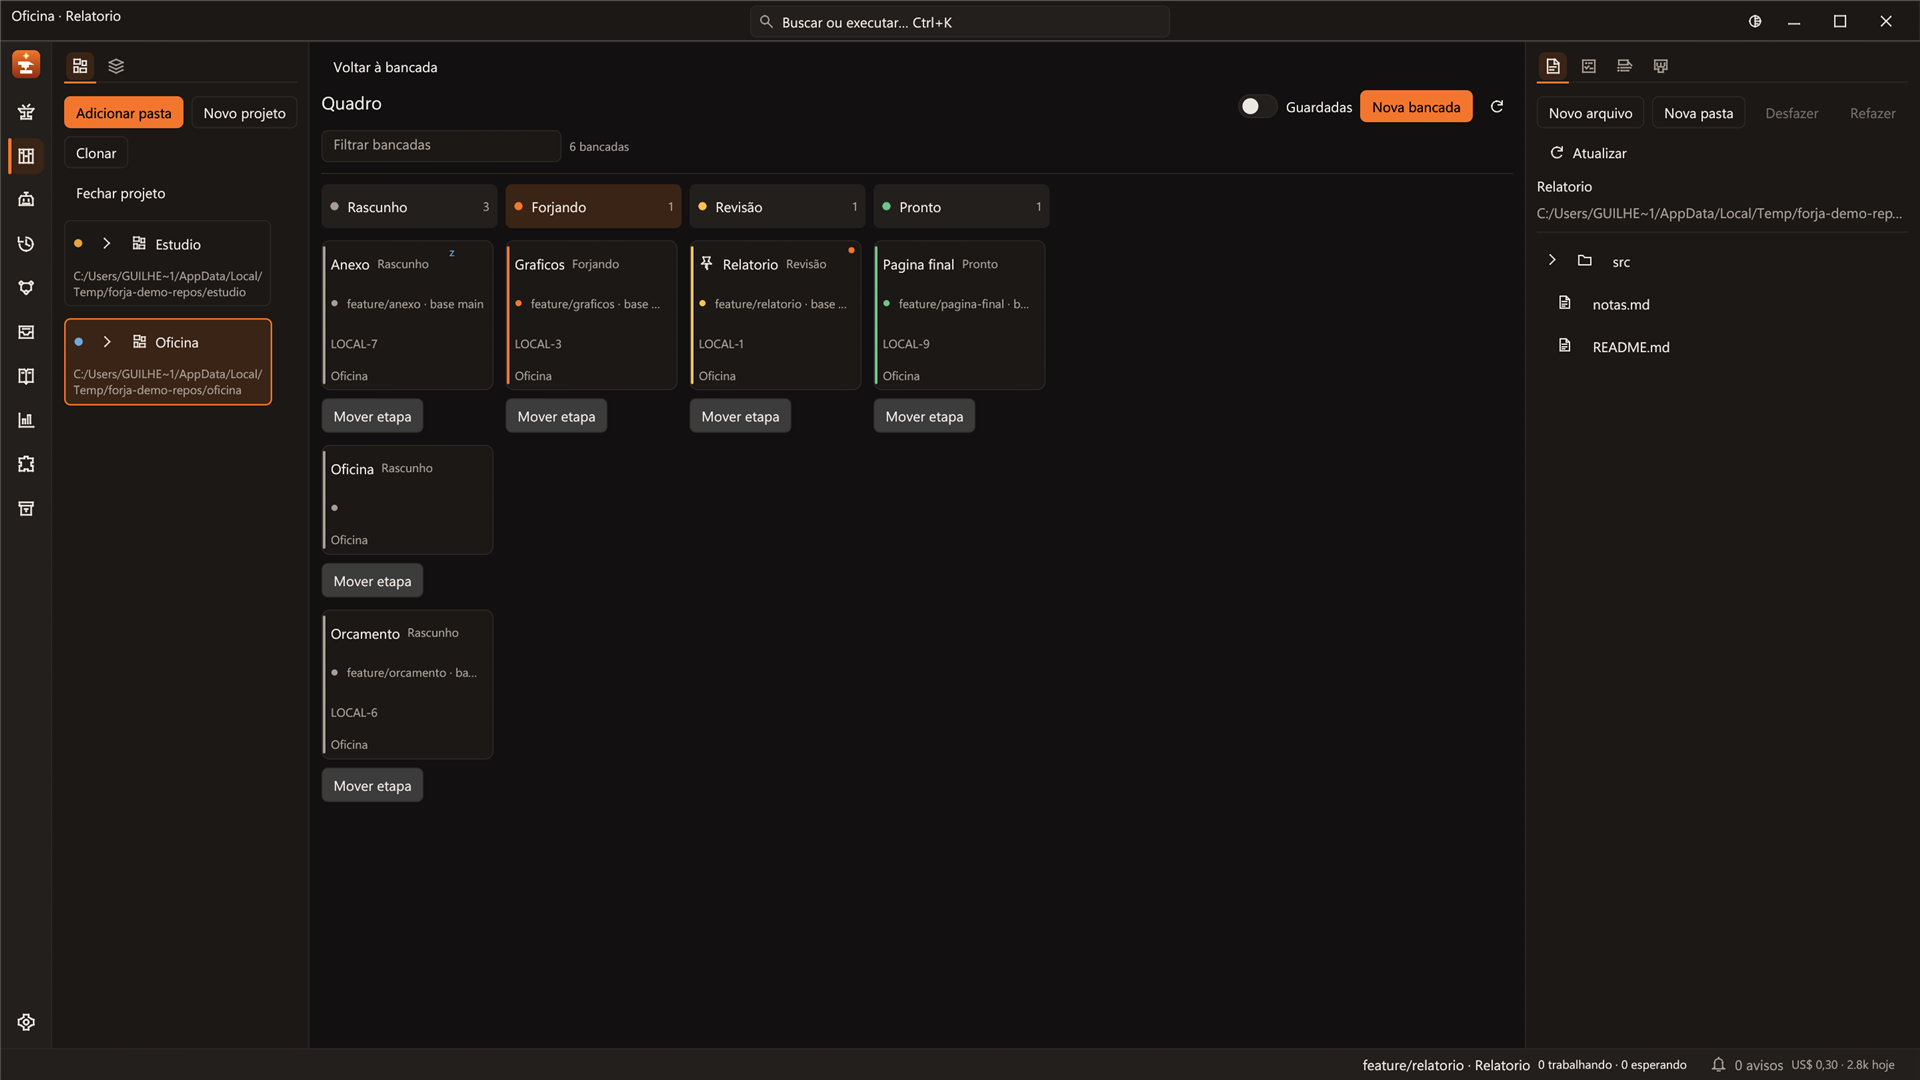 Oficina · Relatorio
Buscar ou executar... Ctrl+K
Adicionar pasta
Novo projeto
Clonar
Fechar projeto
Estudio
C:/Users/GUILHE~1/AppData/Local/
Temp/forja-demo-repos/estudio
Oficina
C:/Users/GUILHE~1/AppData/Local/
Temp/forja-demo-repos/oficina
Voltar à bancada
Quadro
Guardadas
Nova bancada
Filtrar bancadas
6 bancadas
Rascunho 3
Forjando 1
Revisão 1
Pronto 1
Anexo Rascunho z
feature/anexo · base main
LOCAL-7
Oficina
Mover etapa
Graficos Forjando
feature/graficos · base ...
LOCAL-3
Oficina
Mover etapa
Relatorio Revisão
feature/relatorio · base ...
LOCAL-1
Oficina
Mover etapa
Pagina final Pronto
feature/pagina-final · b...
LOCAL-9
Oficina
Mover etapa
Oficina Rascunho
Oficina
Mover etapa
Orcamento Rascunho
feature/orcamento · ba...
LOCAL-6
Oficina
Mover etapa
Novo arquivo
Nova pasta
Desfazer
Refazer
Atualizar
Relatorio
C:/Users/GUILHE~1/AppData/Local/Temp/forja-demo-rep...
src
notas.md
README.md
feature/relatorio · Relatorio
0 trabalhando · 0 esperando
0 avisos
US$ 0,30 · 2.8k hoje